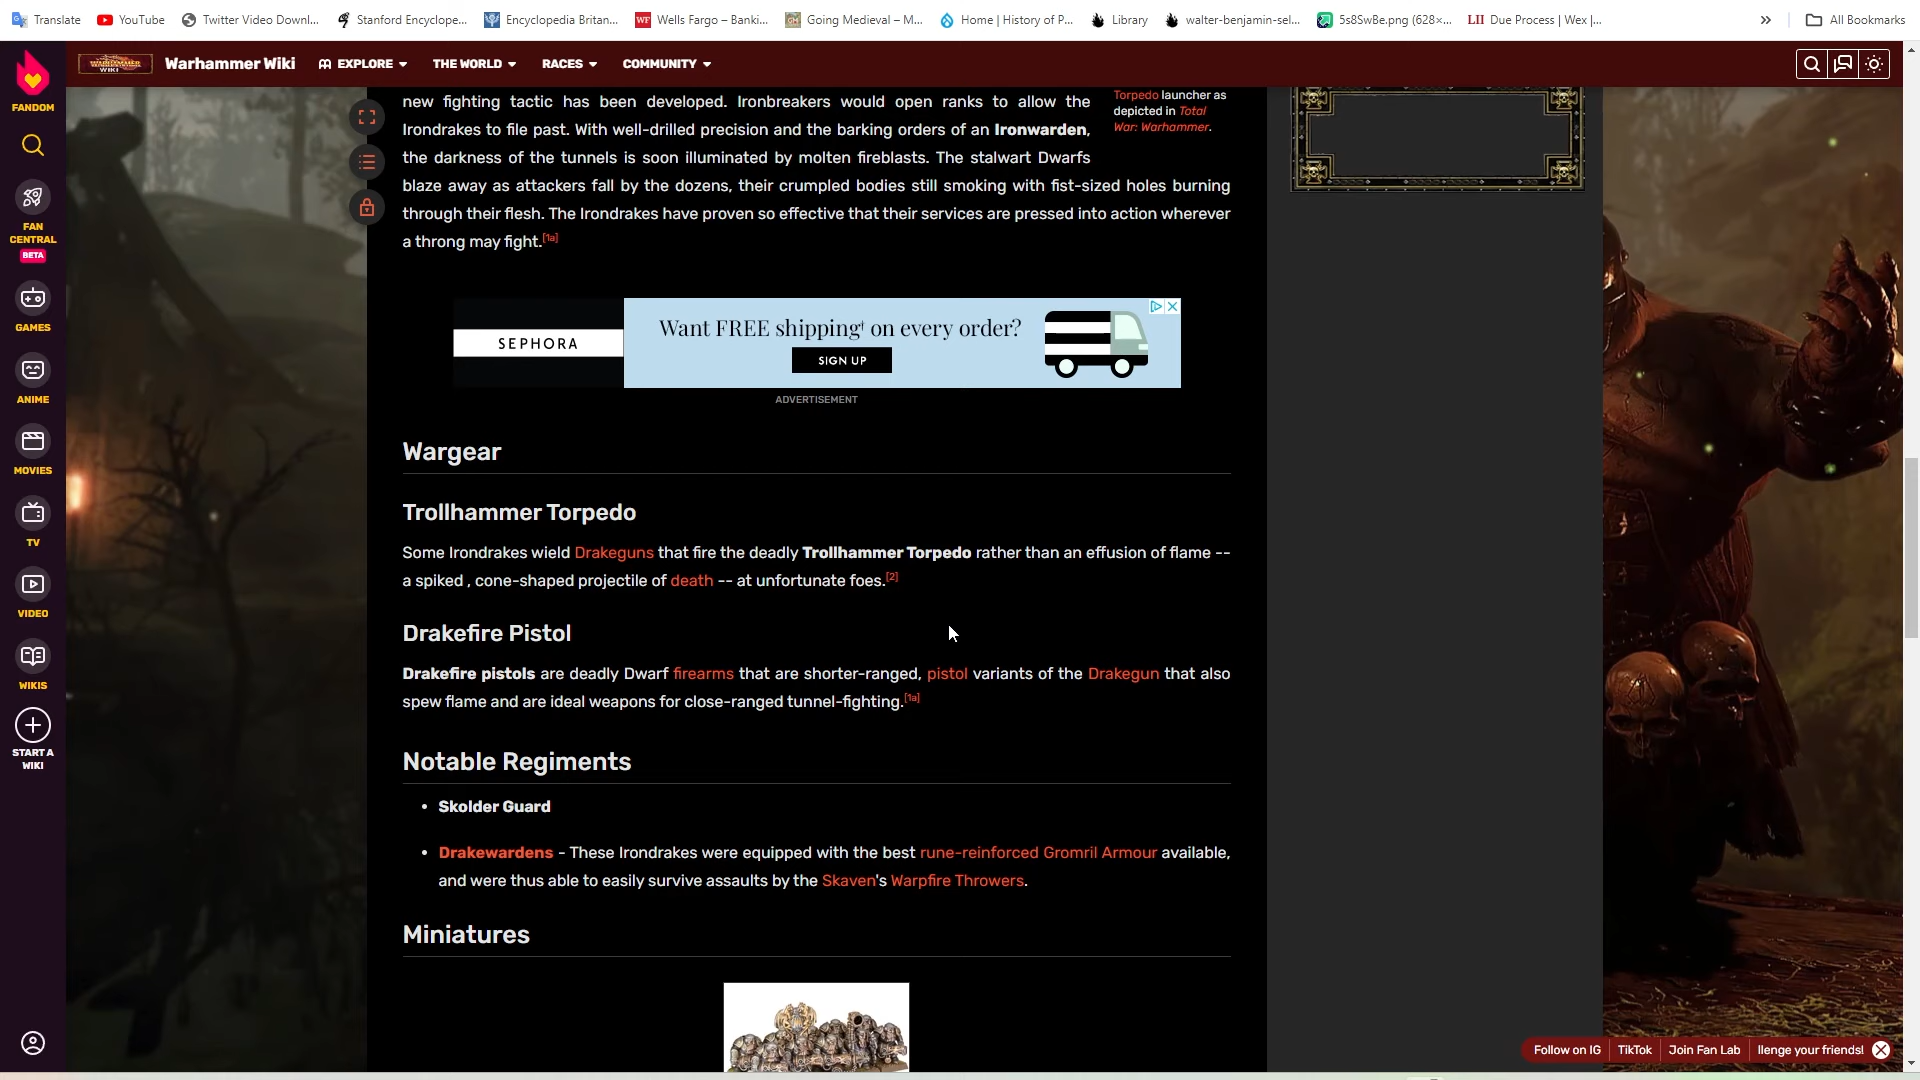 Translate
YouTube
Twitter Video Downl...
Stanford Encyclope...
Encyclopedia Britan...
Wells Fargo – Banki...
Going Medieval – M...
Home | History of P...
Library
walter-benjamin-sel...
5s8SwBe.png (628×...
LII Due Process | Wex |...
»
All Bookmarks
FANDOM
Warhammer Wiki
EXPLORE
THE WORLD
RACES
COMMUNITY
FAN
CENTRAL
BETA
GAMES
ANIME
MOVIES
TV
VIDEO
WIKIS
START A
WIKI
new fighting tactic has been developed. Ironbreakers would open ranks to allow the
Irondrakes to file past. With well-drilled precision and the barking orders of an Ironwarden,
the darkness of the tunnels is soon illuminated by molten fireblasts. The stalwart Dwarfs
blaze away as attackers fall by the dozens, their crumpled bodies still smoking with fist-sized holes burning
through their flesh. The Irondrakes have proven so effective that their services are pressed into action wherever
a throng may fight.[1a]
Torpedo launcher as
depicted in Total
War: Warhammer.
SEPHORA
Want FREE shipping† on every order?
SIGN UP
ADVERTISEMENT
Wargear
Trollhammer Torpedo
Some Irondrakes wield Drakeguns that fire the deadly Trollhammer Torpedo rather than an effusion of flame --
a spiked , cone-shaped projectile of death -- at unfortunate foes.[2]
Drakefire Pistol
Drakefire pistols are deadly Dwarf firearms that are shorter-ranged, pistol variants of the Drakegun that also
spew flame and are ideal weapons for close-ranged tunnel-fighting.[1a]
Notable Regiments
• Skolder Guard
• Drakewardens - These Irondrakes were equipped with the best rune-reinforced Gromril Armour available,
and were thus able to easily survive assaults by the Skaven's Warpfire Throwers.
Miniatures
Follow on IG
TikTok
Join Fan Lab
llenge your friends!